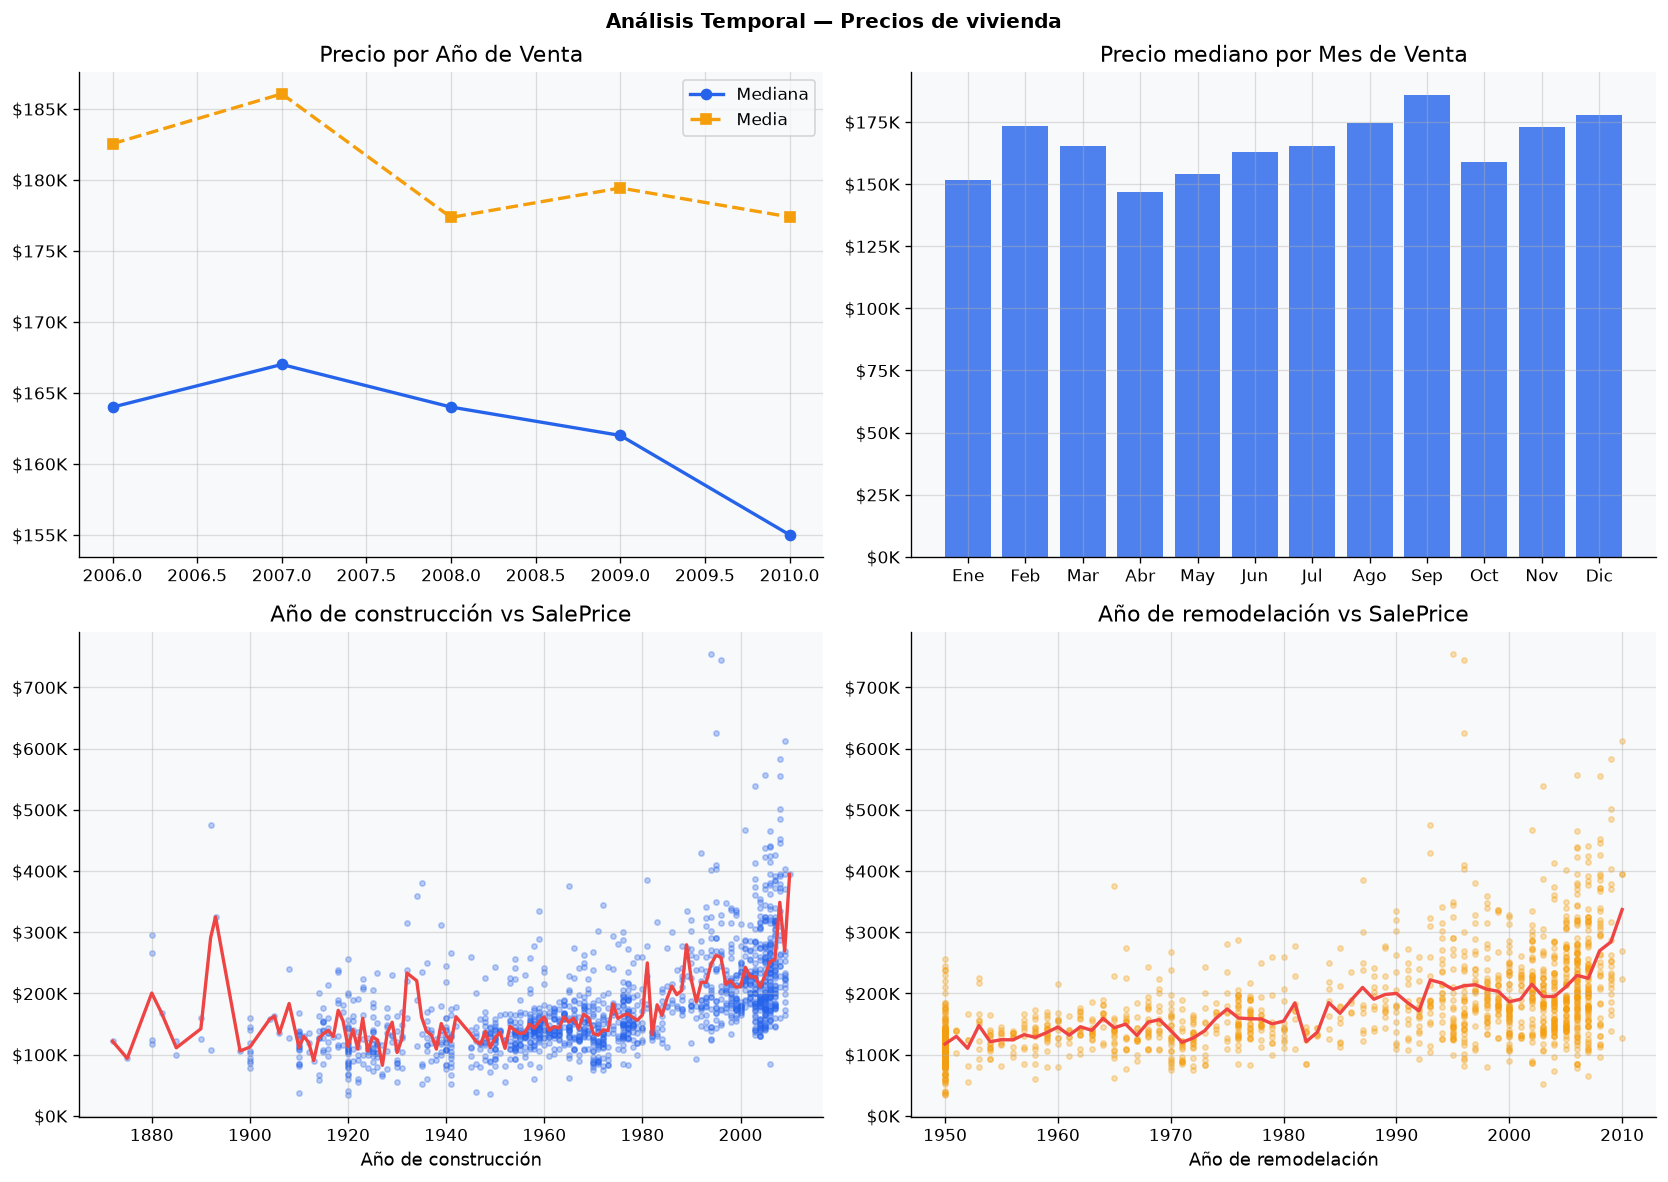 Análisis Temporal — Precios de vivienda
Precio por Año de Venta
$185K
$180K
$175K
$170K
$165K
$160K
$155K
Mediana
Media
2006.0 2006.5 2007.0 2007.5 2008.0 2008.5 2009.0 2009.5 2010.0
Precio mediano por Mes de Venta
$175K
$150K
$125K
$100K
$75K
$50K
$25K
$0K
Ene Feb Mar Abr May Jun Jul Ago Sep Oct Nov Dic
Año de construcción vs SalePrice
$700K
$600K
$500K
$400K
$300K
$200K
$100K
$0K
1880 1900 1920 1940 1960 1980 2000
Año de construcción
Año de remodelación vs SalePrice
$700K
$600K
$500K
$400K
$300K
$200K
$100K
$0K
1950 1960 1970 1980 1990 2000 2010
Año de remodelación